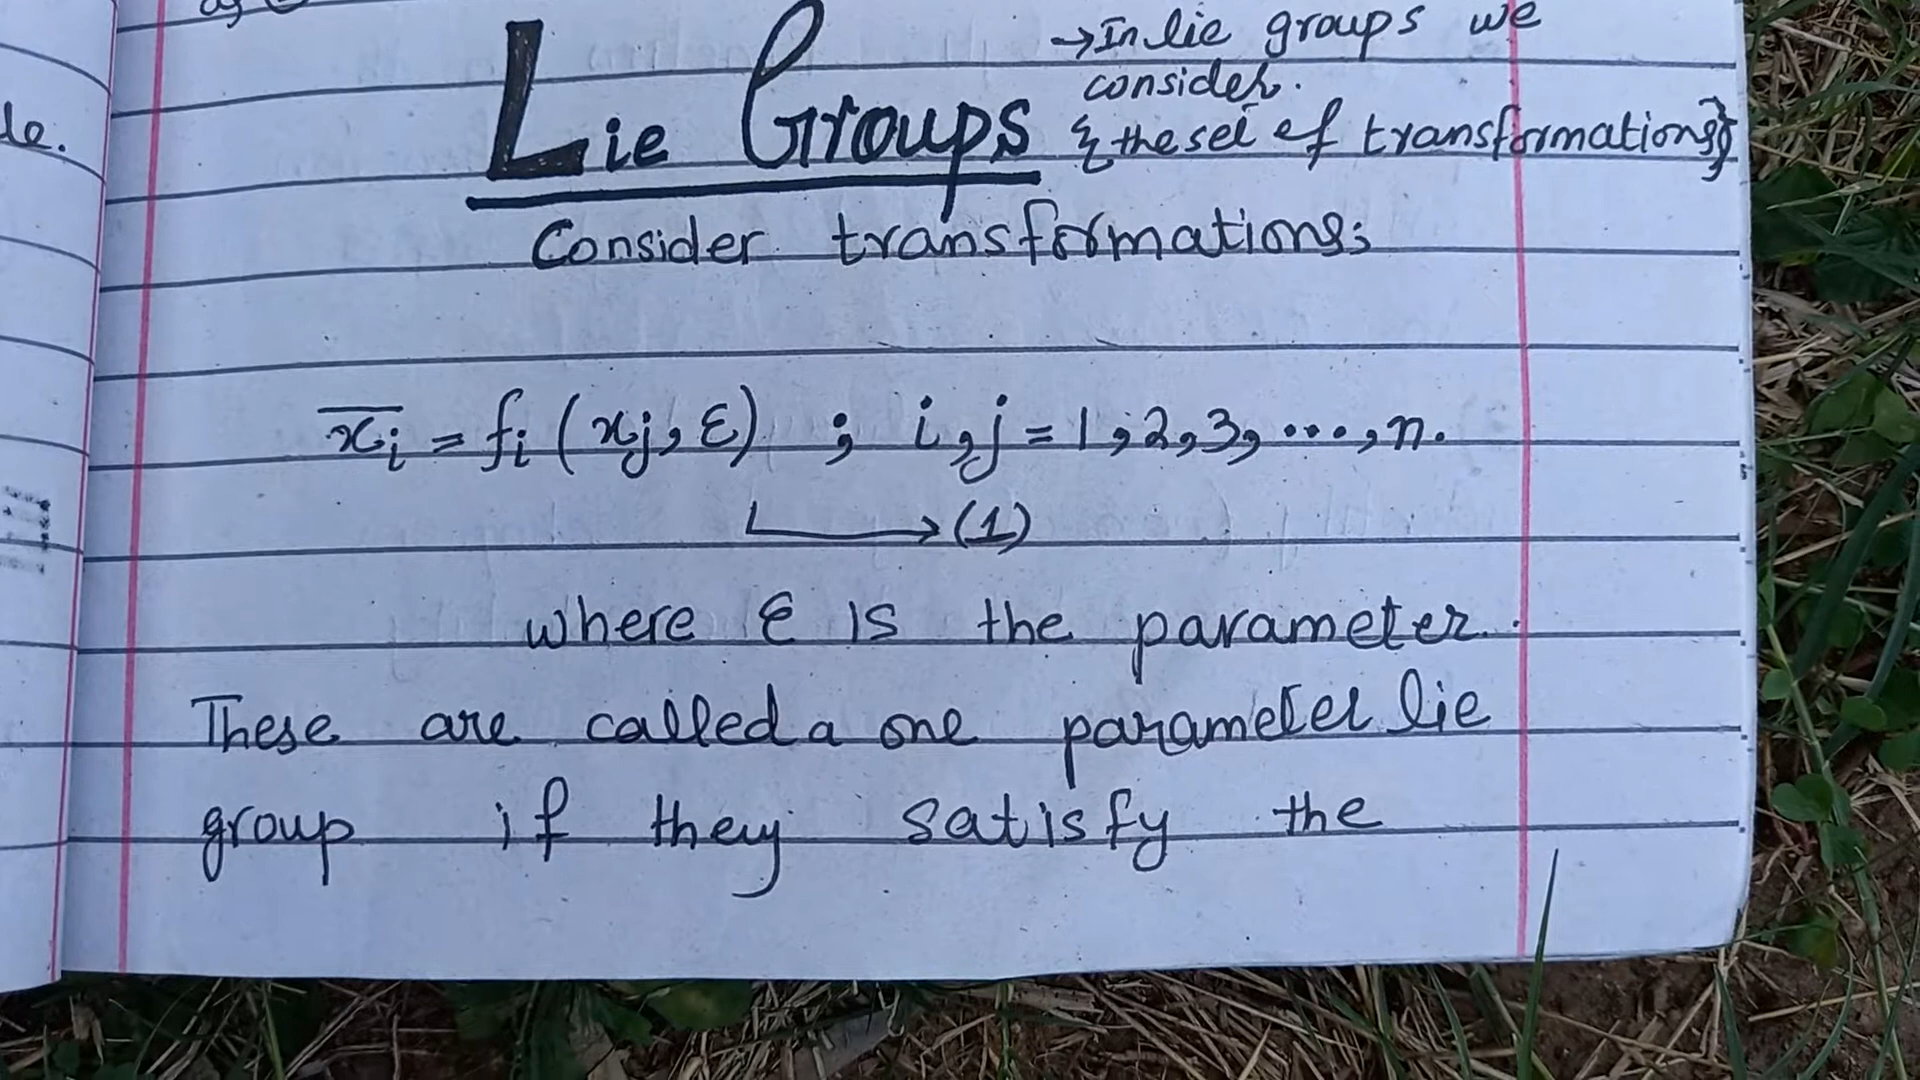 Lie Groups
→In lie groups we
consider.
{the set of transformations}
Consider transformations:
x̅i = fi (xj, ε) ; i,j = 1,2,3,...,n.
→(1)
where ε is the parameter.
These are called a one parameter lie
group if they satisfy the
le.